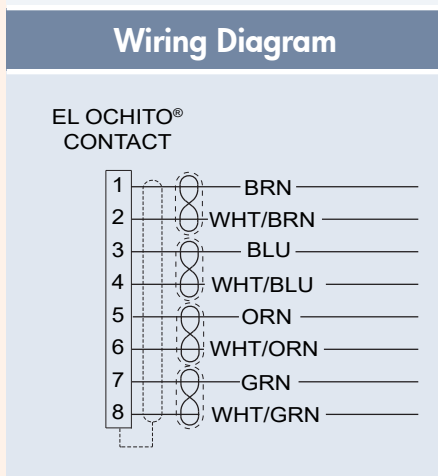 Wiring Diagram
EL OCHITO®
CONTACT
1 BRN
2 WHT/BRN
3 BLU
4 WHT/BLU
5 ORN
6 WHT/ORN
7 GRN
8 WHT/GRN